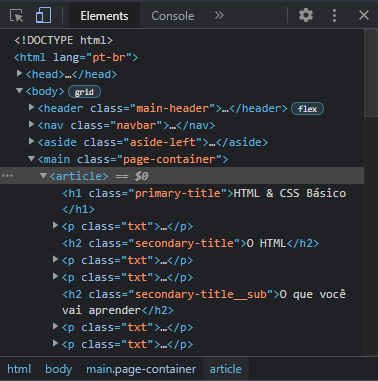 Elements Console »
<!DOCTYPE html>
<html lang="pt-br">
<head>…</head>
<body> grid
<header class="main-header">…</header> flex
<nav class="navbar">…</nav>
<aside class="aside-left">…</aside>
<main class="page-container">
… <article> == $0
<h1 class="primary-title">HTML & CSS Básico
</h1>
<p class="txt">…</p>
<h2 class="secondary-title">O HTML</h2>
<p class="txt">…</p>
<p class="txt">…</p>
<h2 class="secondary-title__sub">O que você
vai aprender</h2>
<p class="txt">…</p>
<p class="txt">…</p>
html body main.page-container article